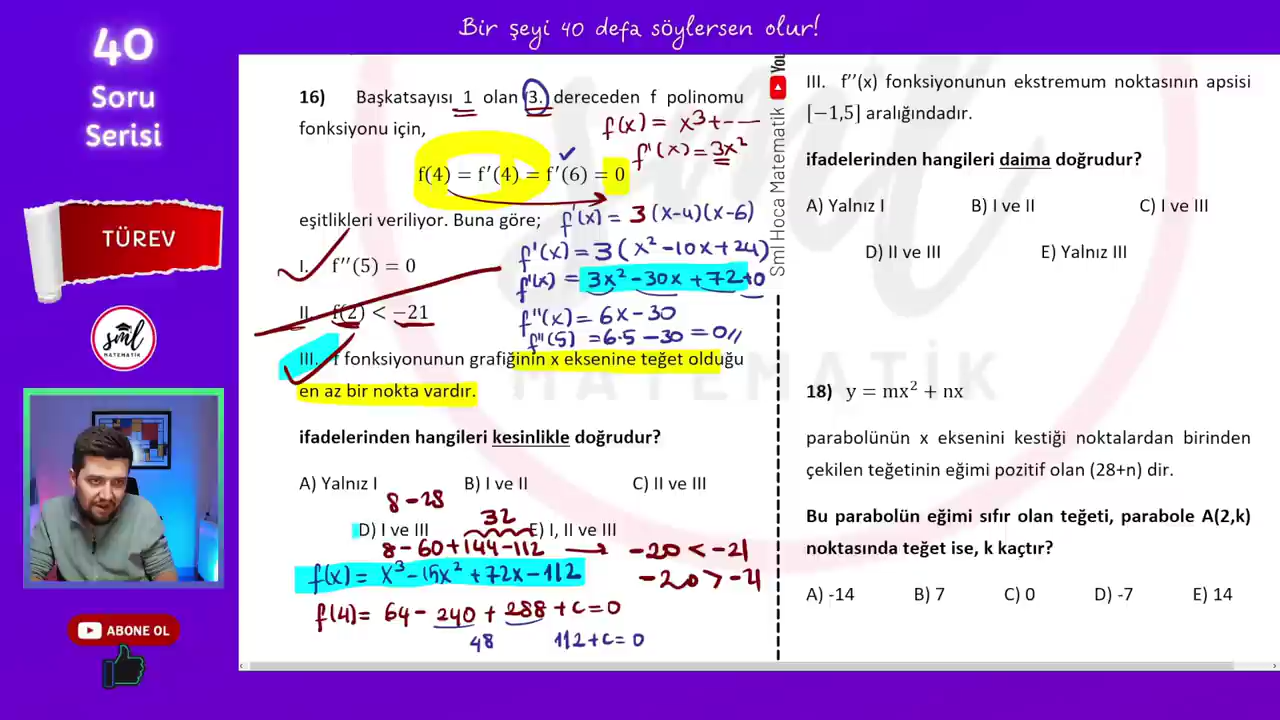 Bir şeyi 40 defa söylersen olur!
40
Soru
Serisi
TÜREV
sml
MATEMATİK
ABONE OL
16) Başkatsayısı 1 olan 3. dereceden f polinomu
fonksiyonu için,
f(x) = x³ + ---
f'(x) = 3x²
f(4) = f′(4) = f′(6) = 0
eşitlikleri veriliyor. Buna göre;
f'(x) = 3 (x-4)(x-6)
f'(x) = 3 ( x² -10x + 24)
I. f′′(5) = 0
f'(x) = 3x² - 30x + 72 + 0
II. f(2) < −21
f''(x) = 6x - 30
f''(5) = 6.5 - 30 = 0//
III. f fonksiyonunun grafiğinin x eksenine teğet olduğu
en az bir nokta vardır.
ifadelerinden hangileri kesinlikle doğrudur?
A) Yalnız I B) I ve II C) II ve III
8 - 28
32
D) I ve III E) I, II ve III
8 - 60 + 144 - 112 → -20 < -21
f(x) = x³ - 15x² + 72x - 112
-20 > -21
f(4) = 64 - 240 + 288 + c = 0
48 112 + c = 0
Sml Hoca Matematik
You
III. f′′(x) fonksiyonunun ekstremum noktasının apsisi
[−1,5] aralığındadır.
ifadelerinden hangileri daima doğrudur?
A) Yalnız I B) I ve II C) I ve III
D) II ve III E) Yalnız III
18) y = mx² + nx
parabolünün x eksenini kestiği noktalardan birinden
çekilen teğetinin eğimi pozitif olan (28+n) dir.
Bu parabolün eğimi sıfır olan teğeti, parabole A(2,k)
noktasında teğet ise, k kaçtır?
A) -14 B) 7 C) 0 D) -7 E) 14
sml
MATEMATİK